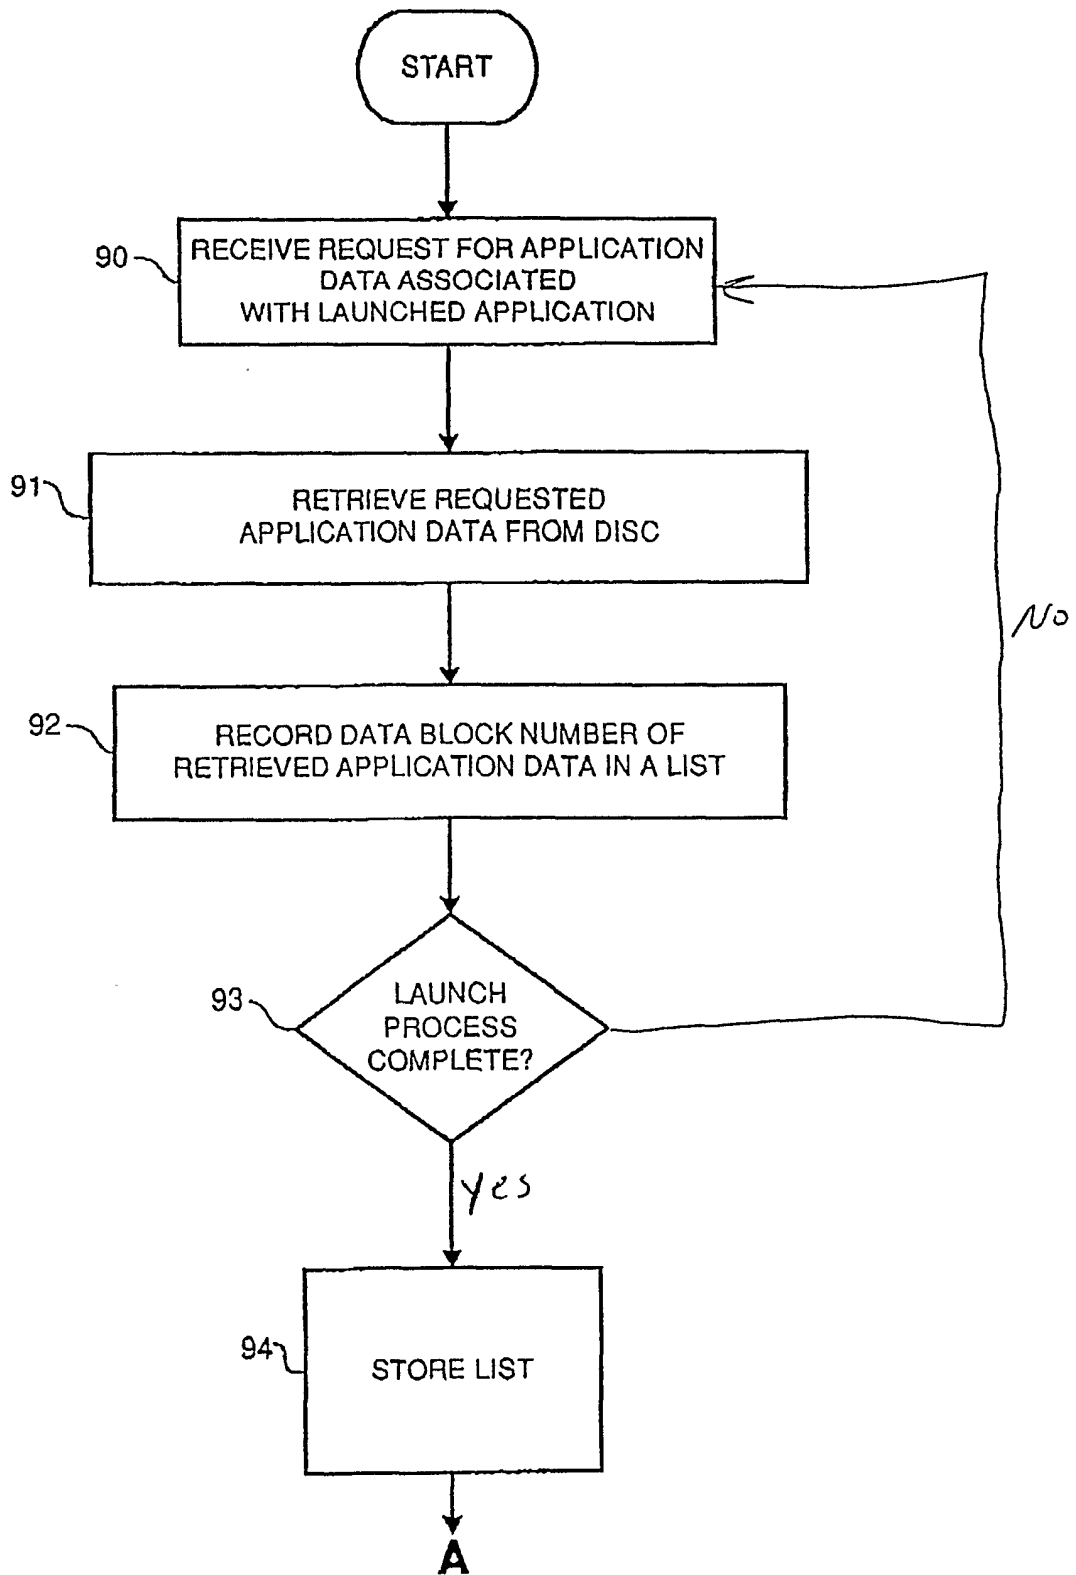 START
90
RECEIVE REQUEST FOR APPLICATION
DATA ASSOCIATED
WITH LAUNCHED APPLICATION
91
RETRIEVE REQUESTED
APPLICATION DATA FROM DISC
No
92
RECORD DATA BLOCK NUMBER OF
RETRIEVED APPLICATION DATA IN A LIST
93
LAUNCH
PROCESS
COMPLETE?
yes
94
STORE LIST
A